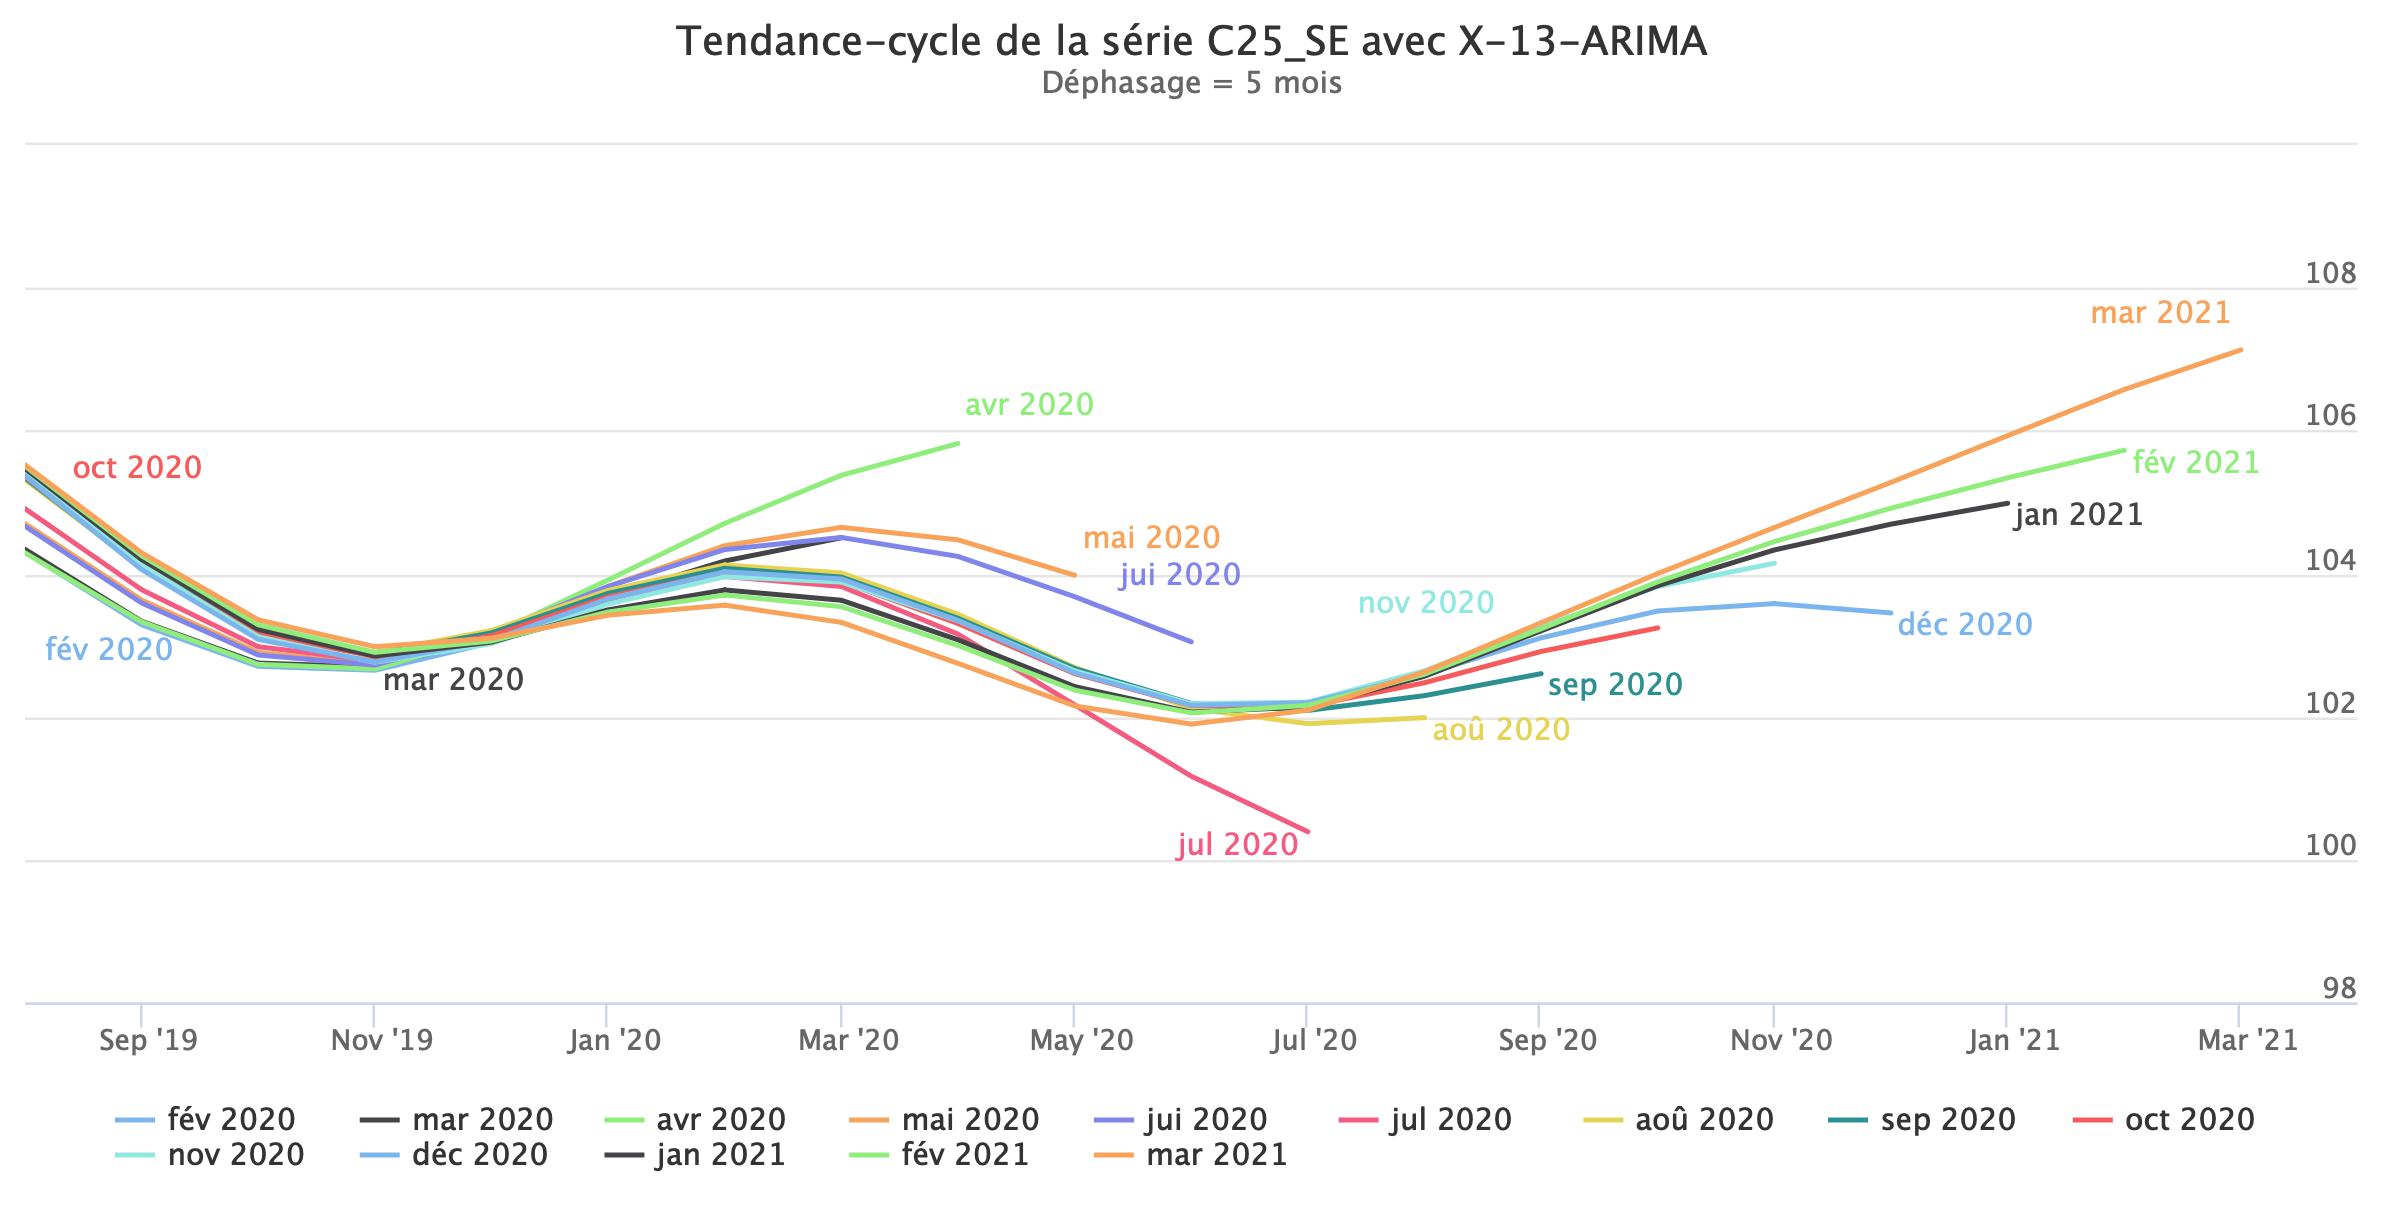 Tendance-cycle de la série C25_SE avec X-13-ARIMA
Déphasage = 5 mois
108
mar 2021
106
avr 2020
oct 2020
fév 2021
jan 2021
mai 2020
104
jui 2020
nov 2020
déc 2020
fév 2020
mar 2020
sep 2020
102
aoû 2020
100
jul 2020
98
Sep '19 Nov '19 Jan '20 Mar '20 May '20 Jul '20 Sep '20 Nov '20 Jan '21 Mar '21
fév 2020 mar 2020 avr 2020 mai 2020 jui 2020 jul 2020 aoû 2020 sep 2020 oct 2020
nov 2020 déc 2020 jan 2021 fév 2021 mar 2021